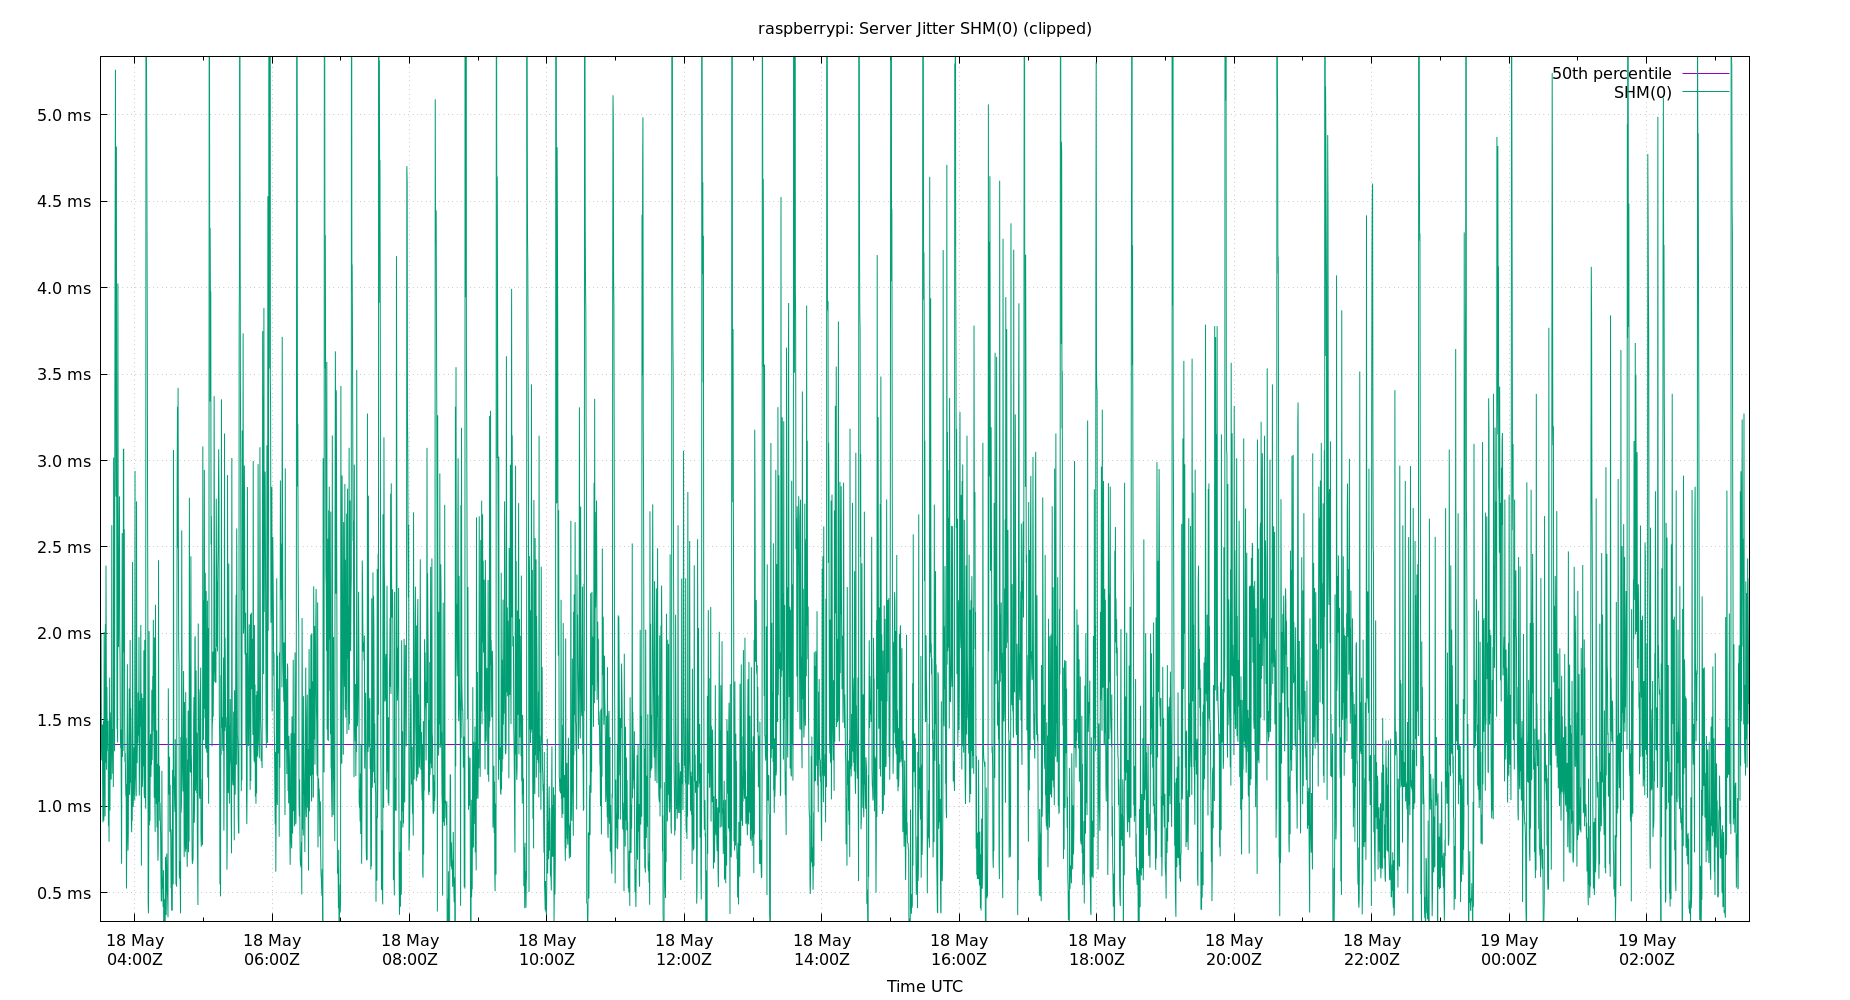 raspberrypi: Server Jitter SHM(0) (clipped)
50th percentile
SHM(0)
5.0 ms
4.5 ms
4.0 ms
3.5 ms
3.0 ms
2.5 ms
2.0 ms
1.5 ms
1.0 ms
0.5 ms
18 May 18 May 18 May 18 May 18 May 18 May 18 May 18 May 18 May 18 May 19 May 19 May
04:00Z 06:00Z 08:00Z 10:00Z 12:00Z 14:00Z 16:00Z 18:00Z 20:00Z 22:00Z 00:00Z 02:00Z
Time UTC